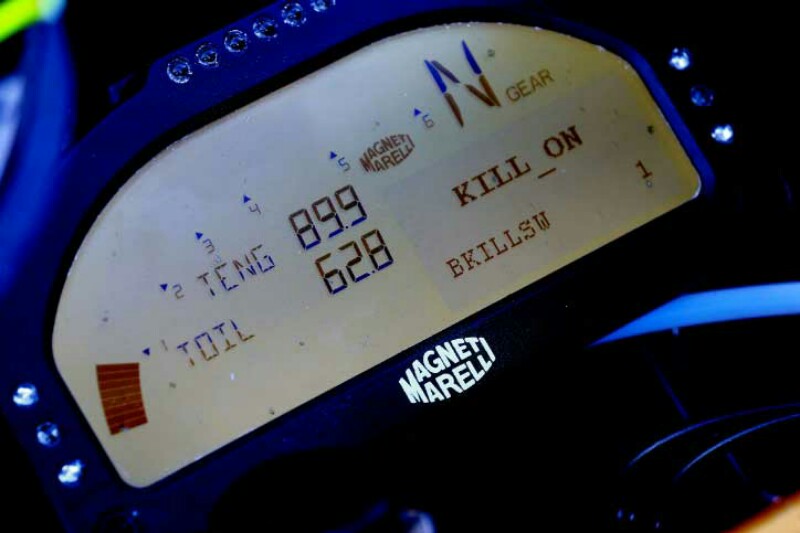 N GEAR
MAGNETI
MARELLI
6
5
4
3
2
1
KILL_ON
1
TENG 89.9
BKILLSW
TOIL 62.8
MAGNETI
MARELLI